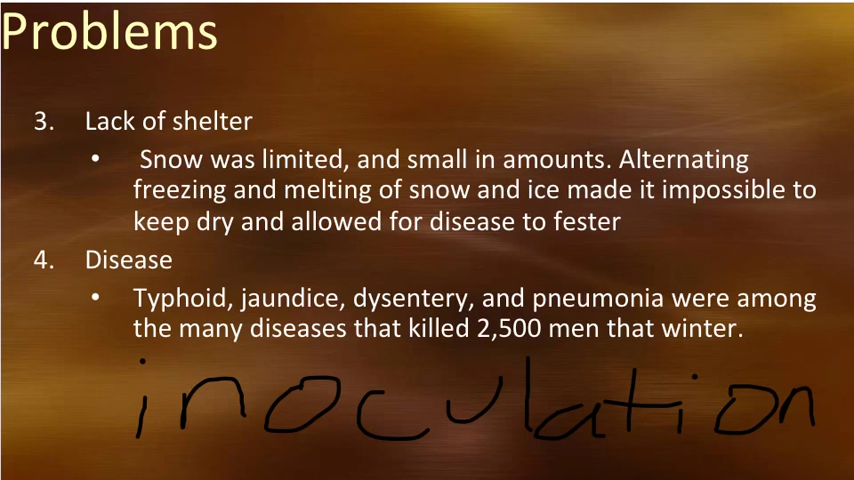 Problems
3. Lack of shelter
• Snow was limited, and small in amounts. Alternating
freezing and melting of snow and ice made it impossible to
keep dry and allowed for disease to fester
4. Disease
• Typhoid, jaundice, dysentery, and pneumonia were among
the many diseases that killed 2,500 men that winter.
inoculation